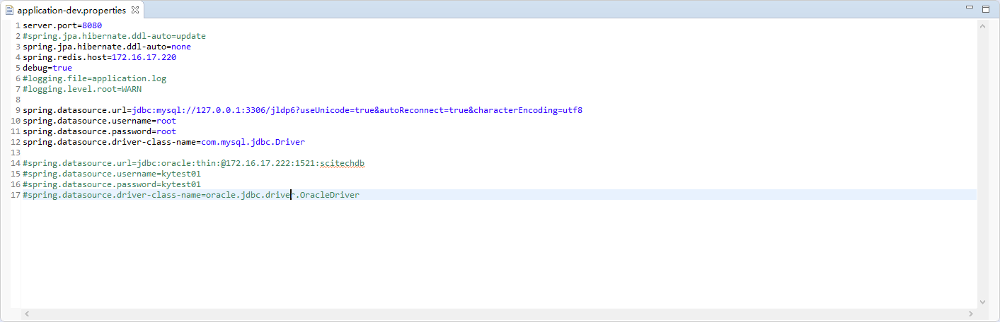 application-dev.properties
1 server.port=8080
2 #spring.jpa.hibernate.ddl-auto=update
3 spring.jpa.hibernate.ddl-auto=none
4 spring.redis.host=172.16.17.220
5 debug=true
6 #logging.file=application.log
7 #logging.level.root=WARN
8
9 spring.datasource.url=jdbc:mysql://127.0.0.1:3306/jldp6?useUnicode=true&autoReconnect=true&characterEncoding=utf8
10 spring.datasource.username=root
11 spring.datasource.password=root
12 spring.datasource.driver-class-name=com.mysql.jdbc.Driver
13
14 #spring.datasource.url=jdbc:oracle:thin:@172.16.17.222:1521:scitechdb
15 #spring.datasource.username=kytest01
16 #spring.datasource.password=kytest01
17 #spring.datasource.driver-class-name=oracle.jdbc.driver.OracleDriver